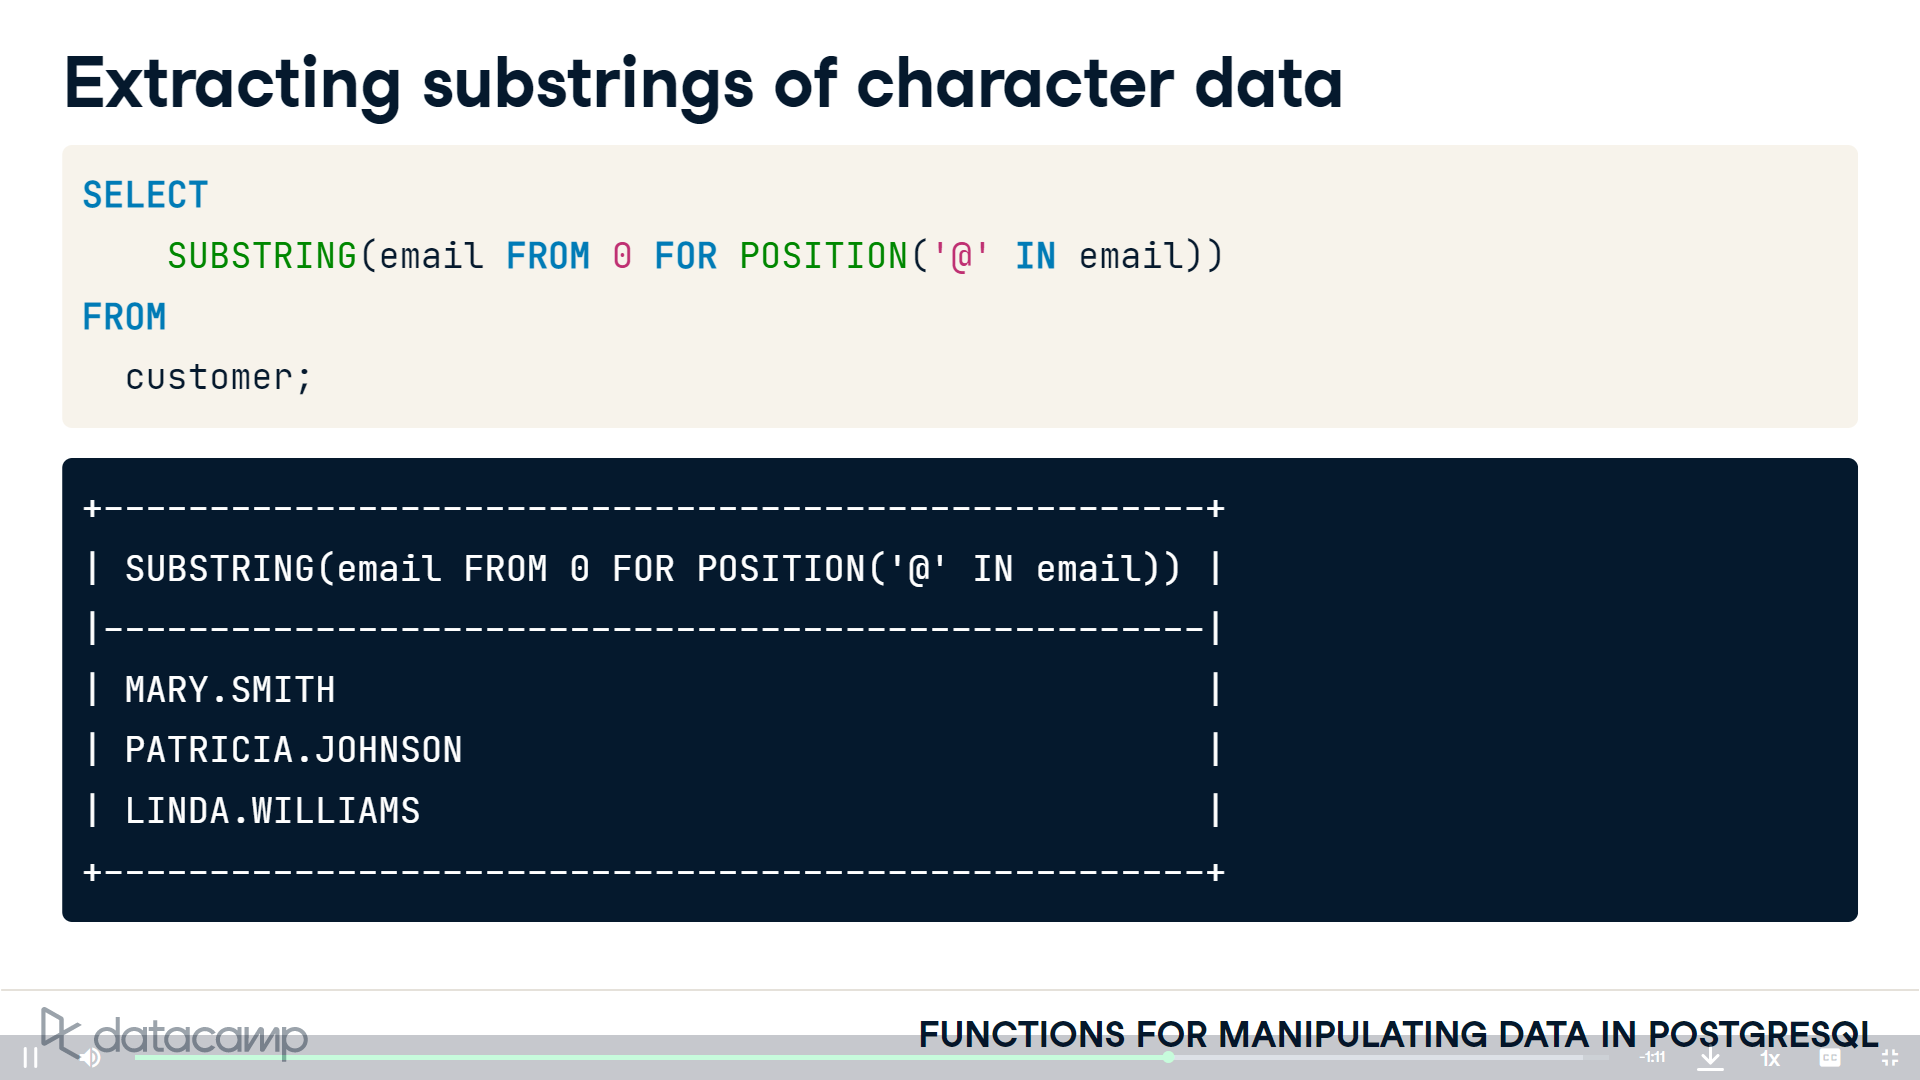 Extracting substrings of character data
SELECT
    SUBSTRING(email FROM 0 FOR POSITION('@' IN email))
FROM
  customer;
+----------------------------------------------------+
| SUBSTRING(email FROM 0 FOR POSITION('@' IN email)) |
|----------------------------------------------------|
| MARY.SMITH                                         |
| PATRICIA.JOHNSON                                   |
| LINDA.WILLIAMS                                     |
+----------------------------------------------------+
datacamp
FUNCTIONS FOR MANIPULATING DATA IN POSTGRESQL
-1:11
1x
CC